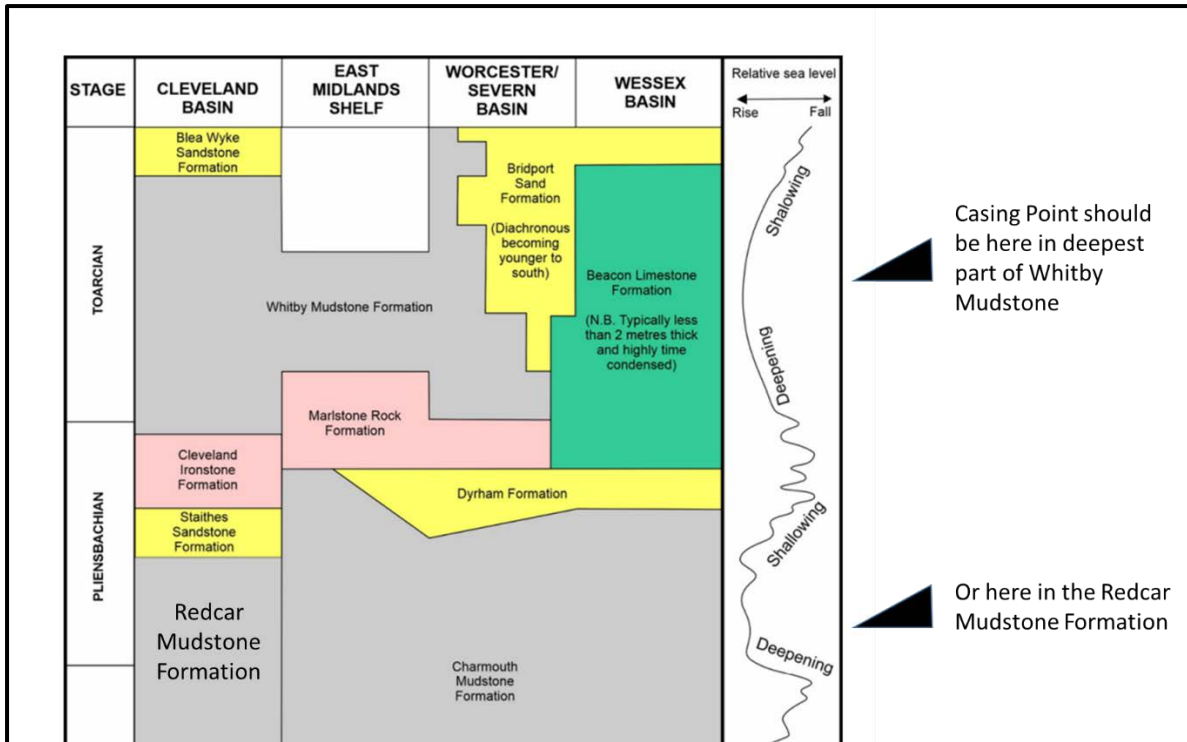 STAGE
CLEVELAND
BASIN
EAST
MIDLANDS
SHELF
WORCESTER/
SEVERN
BASIN
WESSEX
BASIN
Relative sea level
Rise Fall
TOARCIAN
PLIENSBACHIAN
Blea Wyke
Sandstone
Formation
Bridport
Sand
Formation
(Diachronous
becoming
younger to
south)
Beacon Limestone
Formation
(N.B. Typically less
than 2 metres thick
and highly time
condensed)
Whitby Mudstone Formation
Marlstone Rock
Formation
Cleveland
Ironstone
Formation
Dyrham Formation
Staithes
Sandstone
Formation
Redcar
Mudstone
Formation
Charmouth
Mudstone
Formation
Shalowing
Deepening
Shallowing
Deepening
Casing Point should
be here in deepest
part of Whitby
Mudstone
Or here in the Redcar
Mudstone Formation